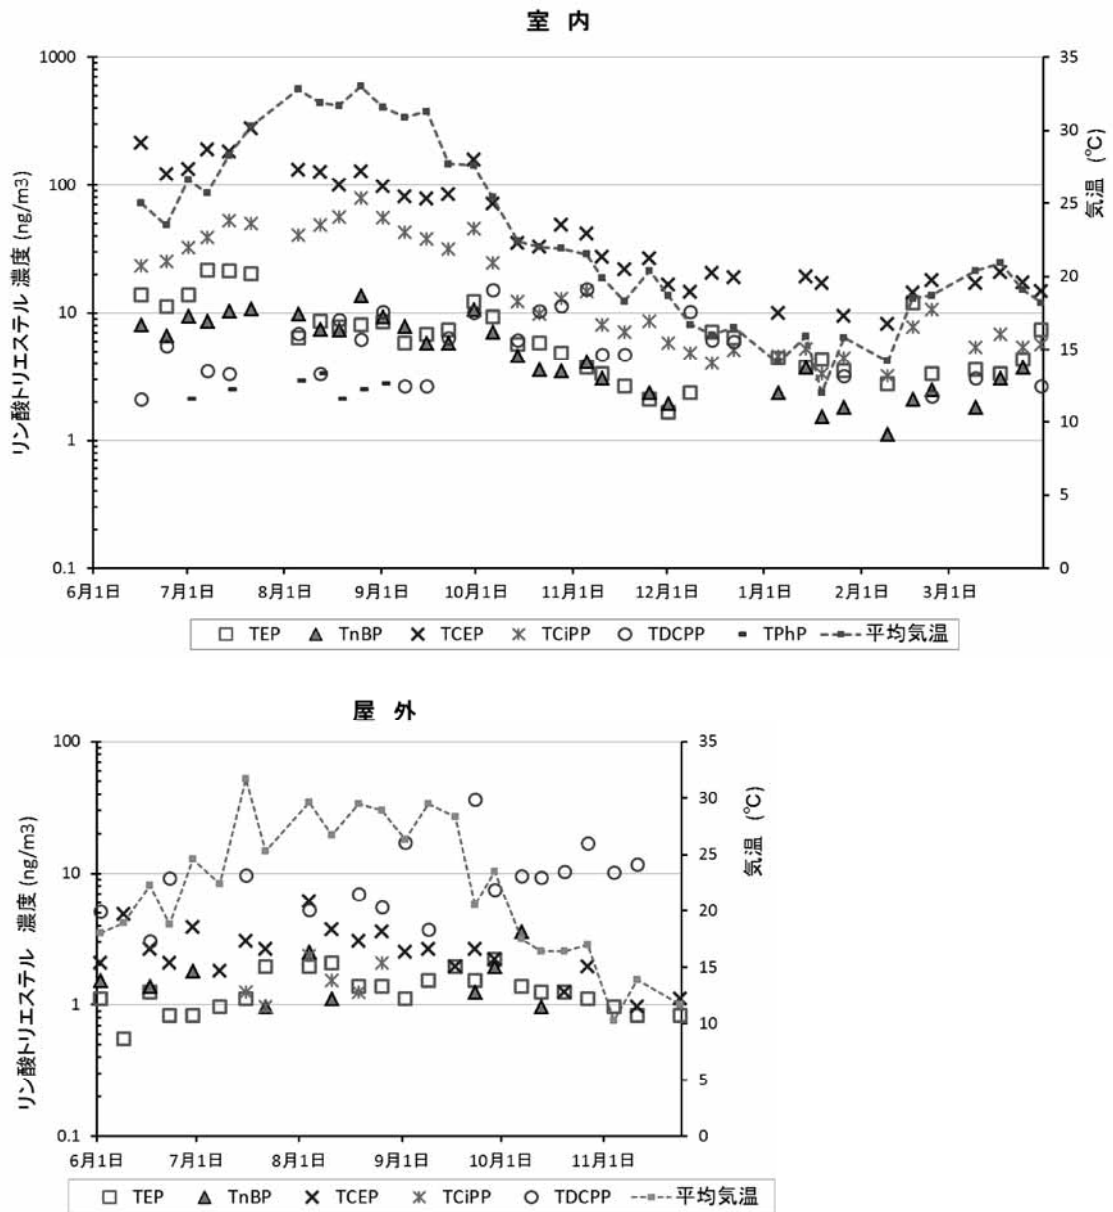 室 内
リン酸トリエステル 濃度 (ng/m3)
1000
100
10
1
0.1
35
30
25
20
15
10
5
0
気温 (℃)
6月1日 7月1日 8月1日 9月1日 10月1日 11月1日 12月1日 1月1日 2月1日 3月1日
TEP TnBP TCEP TCiPP TDCPP TPhP 平均気温
屋 外
リン酸トリエステル 濃度 (ng/m3)
100
10
1
0.1
35
30
25
20
15
10
5
0
気温 (℃)
6月1日 7月1日 8月1日 9月1日 10月1日 11月1日
TEP TnBP TCEP TCiPP TDCPP 平均気温